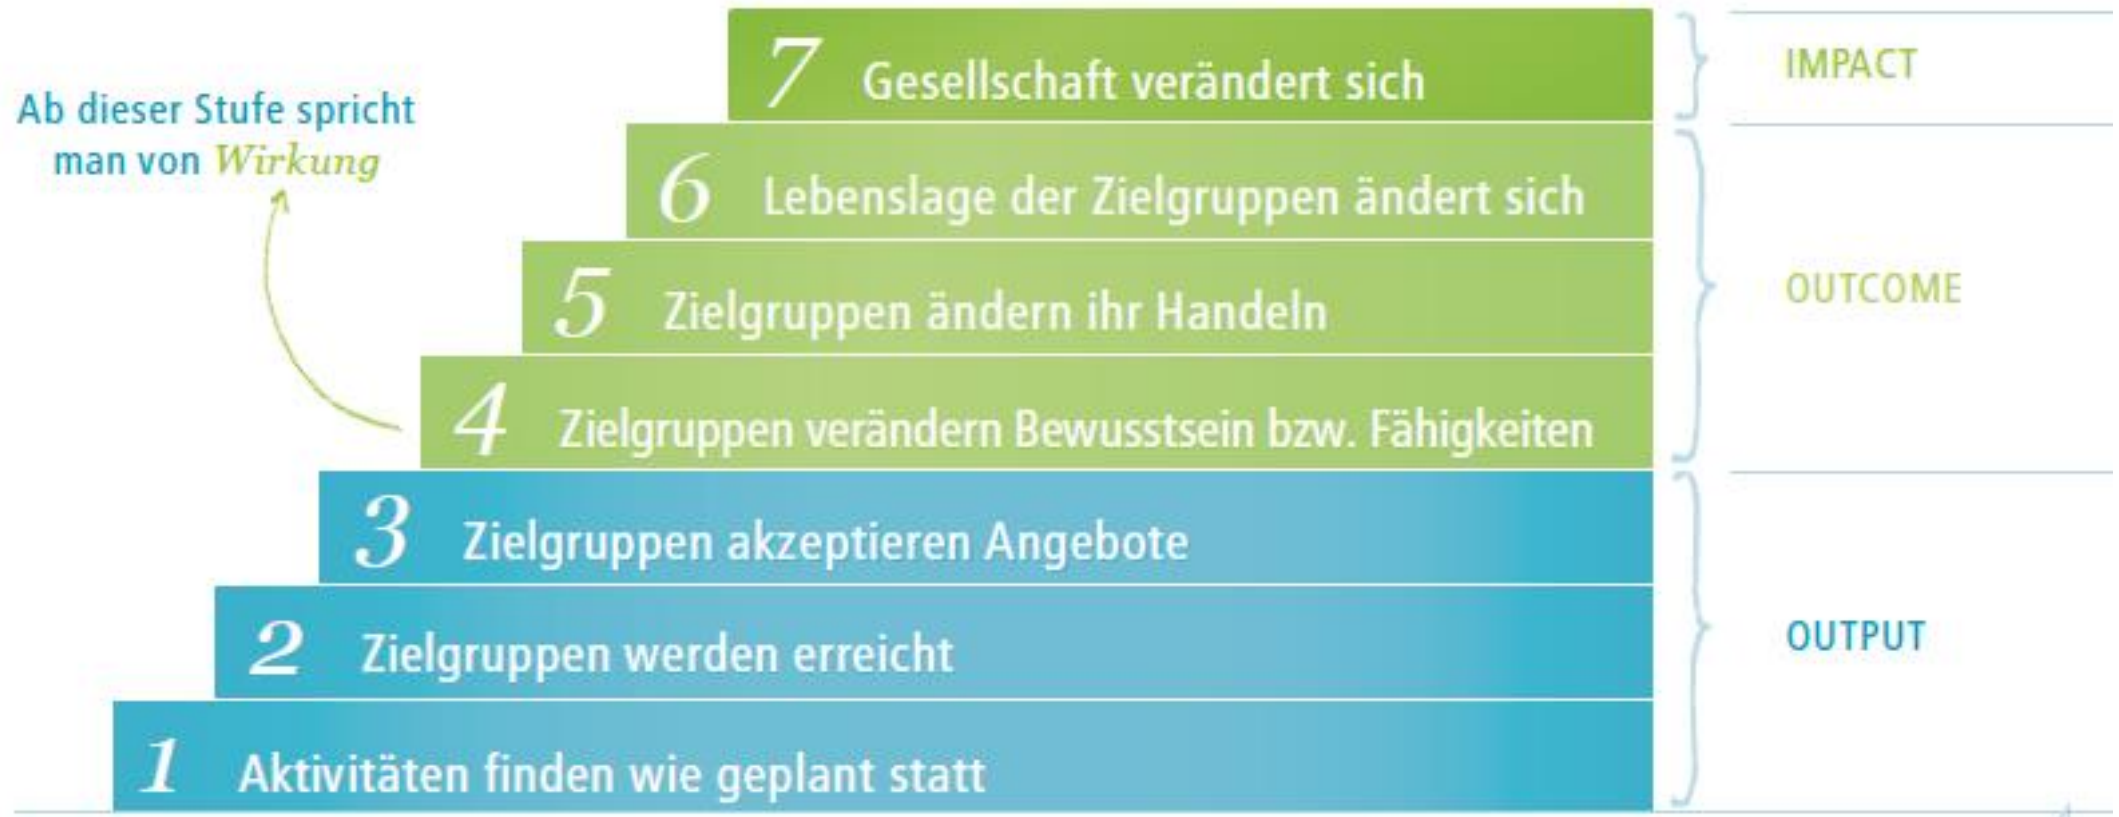 7 Gesellschaft verändert sich
IMPACT
Ab dieser Stufe spricht
man von Wirkung
6 Lebenslage der Zielgruppen ändert sich
5 Zielgruppen ändern ihr Handeln
OUTCOME
4 Zielgruppen verändern Bewusstsein bzw. Fähigkeiten
3 Zielgruppen akzeptieren Angebote
2 Zielgruppen werden erreicht
OUTPUT
1 Aktivitäten finden wie geplant statt